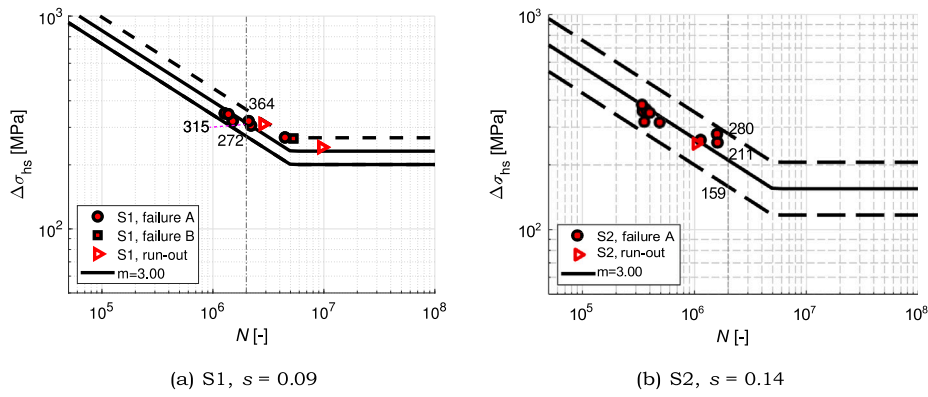 10³
10³
364
315
272
280
211
159
Δσhs [MPa]
Δσhs [MPa]
10²
10²
S1, failure A
S1, failure B
S1, run-out
m=3.00
S2, failure A
S2, run-out
m=3.00
10⁵ 10⁶ 10⁷ 10⁸
10⁵ 10⁶ 10⁷ 10⁸
N [-]
N [-]
(a) S1, s = 0.09
(b) S2, s = 0.14